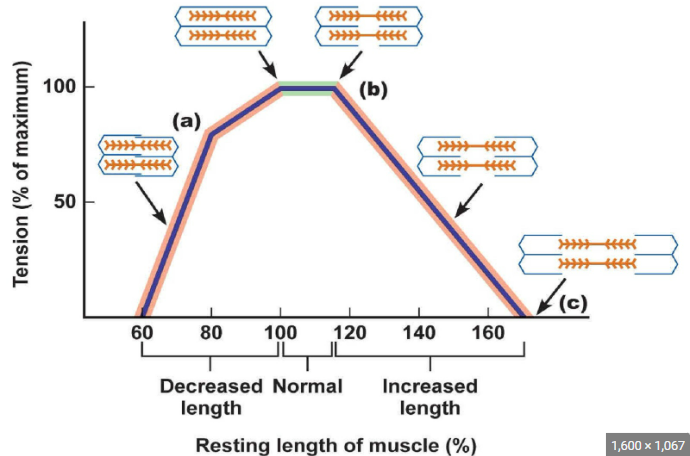 Tension (% of maximum)
100
50
(a)
(b)
(c)
60 80 100 120 140 160
Decreased length
Normal
Increased length
Resting length of muscle (%)
1,600 × 1,067